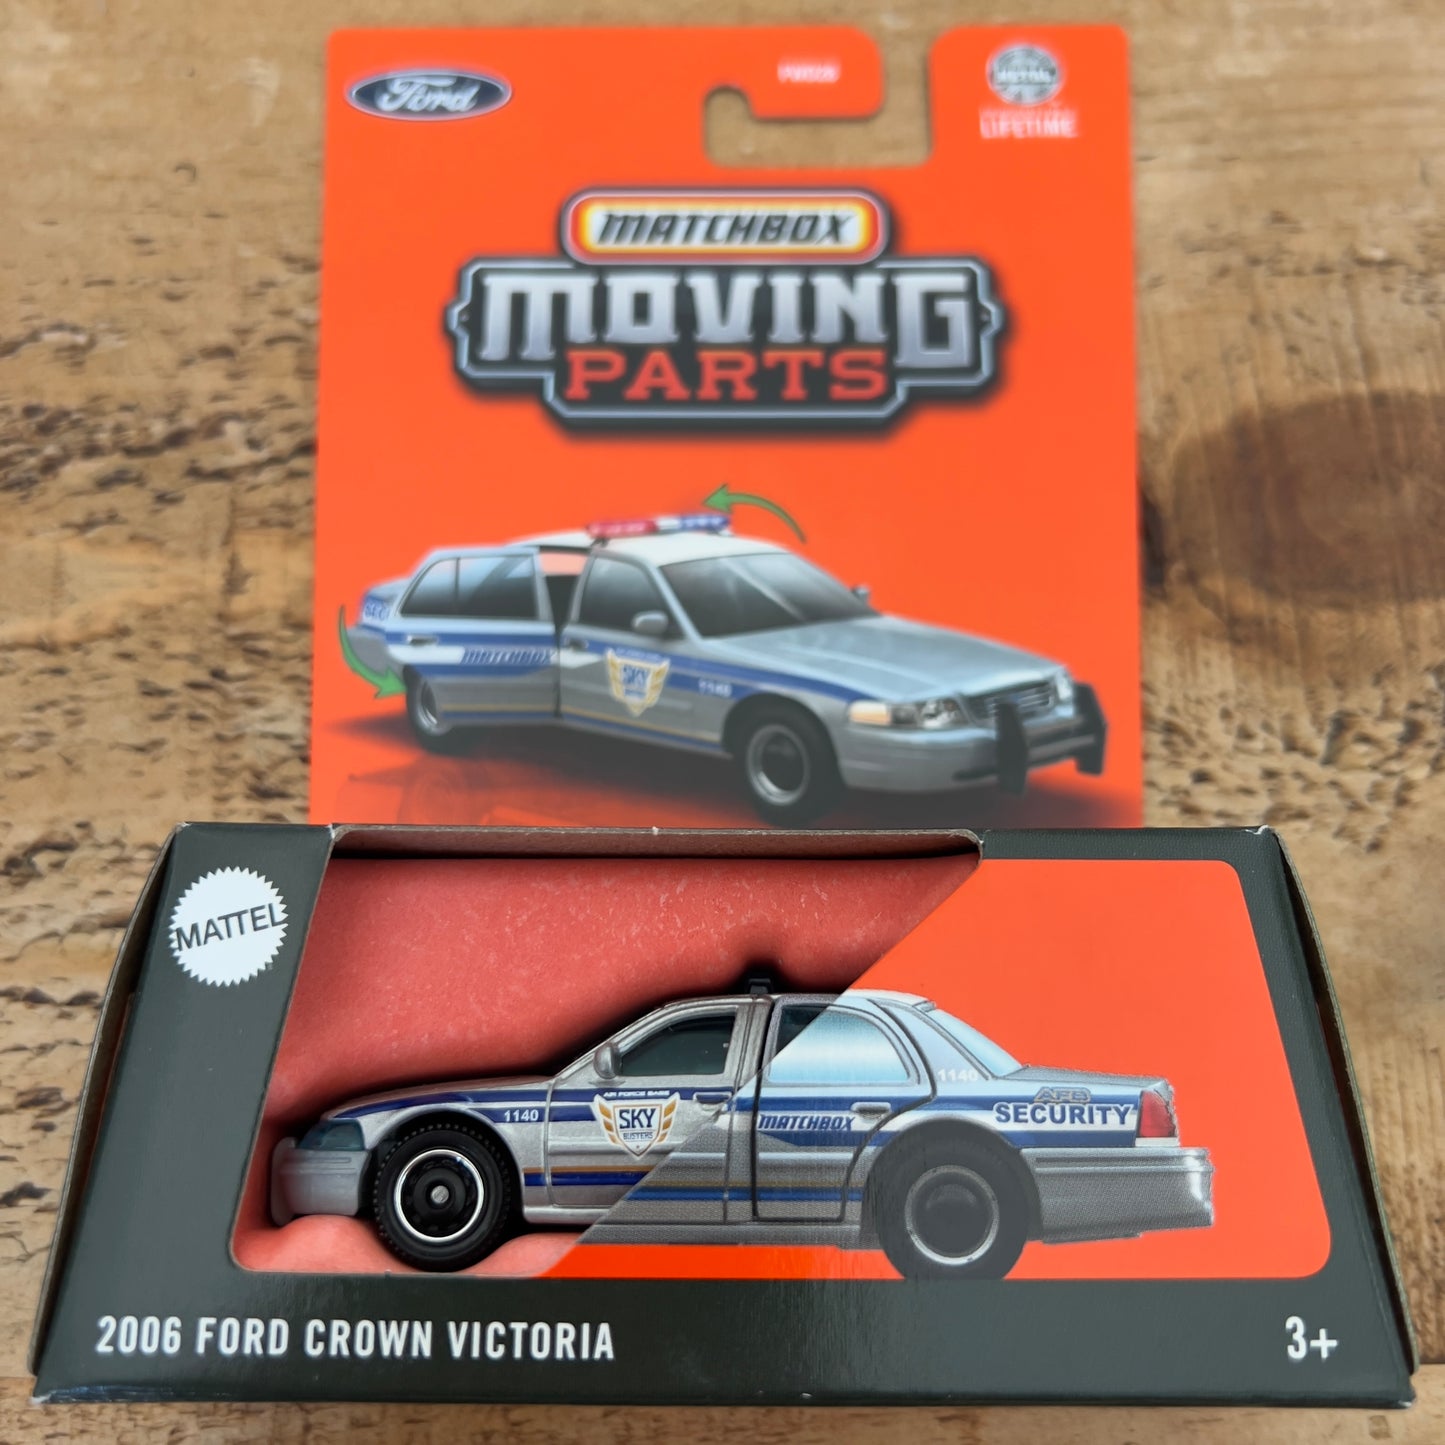 Ford
LIFETIME
MATCHBOX
MOVING
PARTS
MATCHBOX
SKY
1140
MATTEL
1140
AIR FORCE BASE
SKY
BUSTERS
MATCHBOX
1140
AFB
SECURITY
2006 FORD CROWN VICTORIA
3+